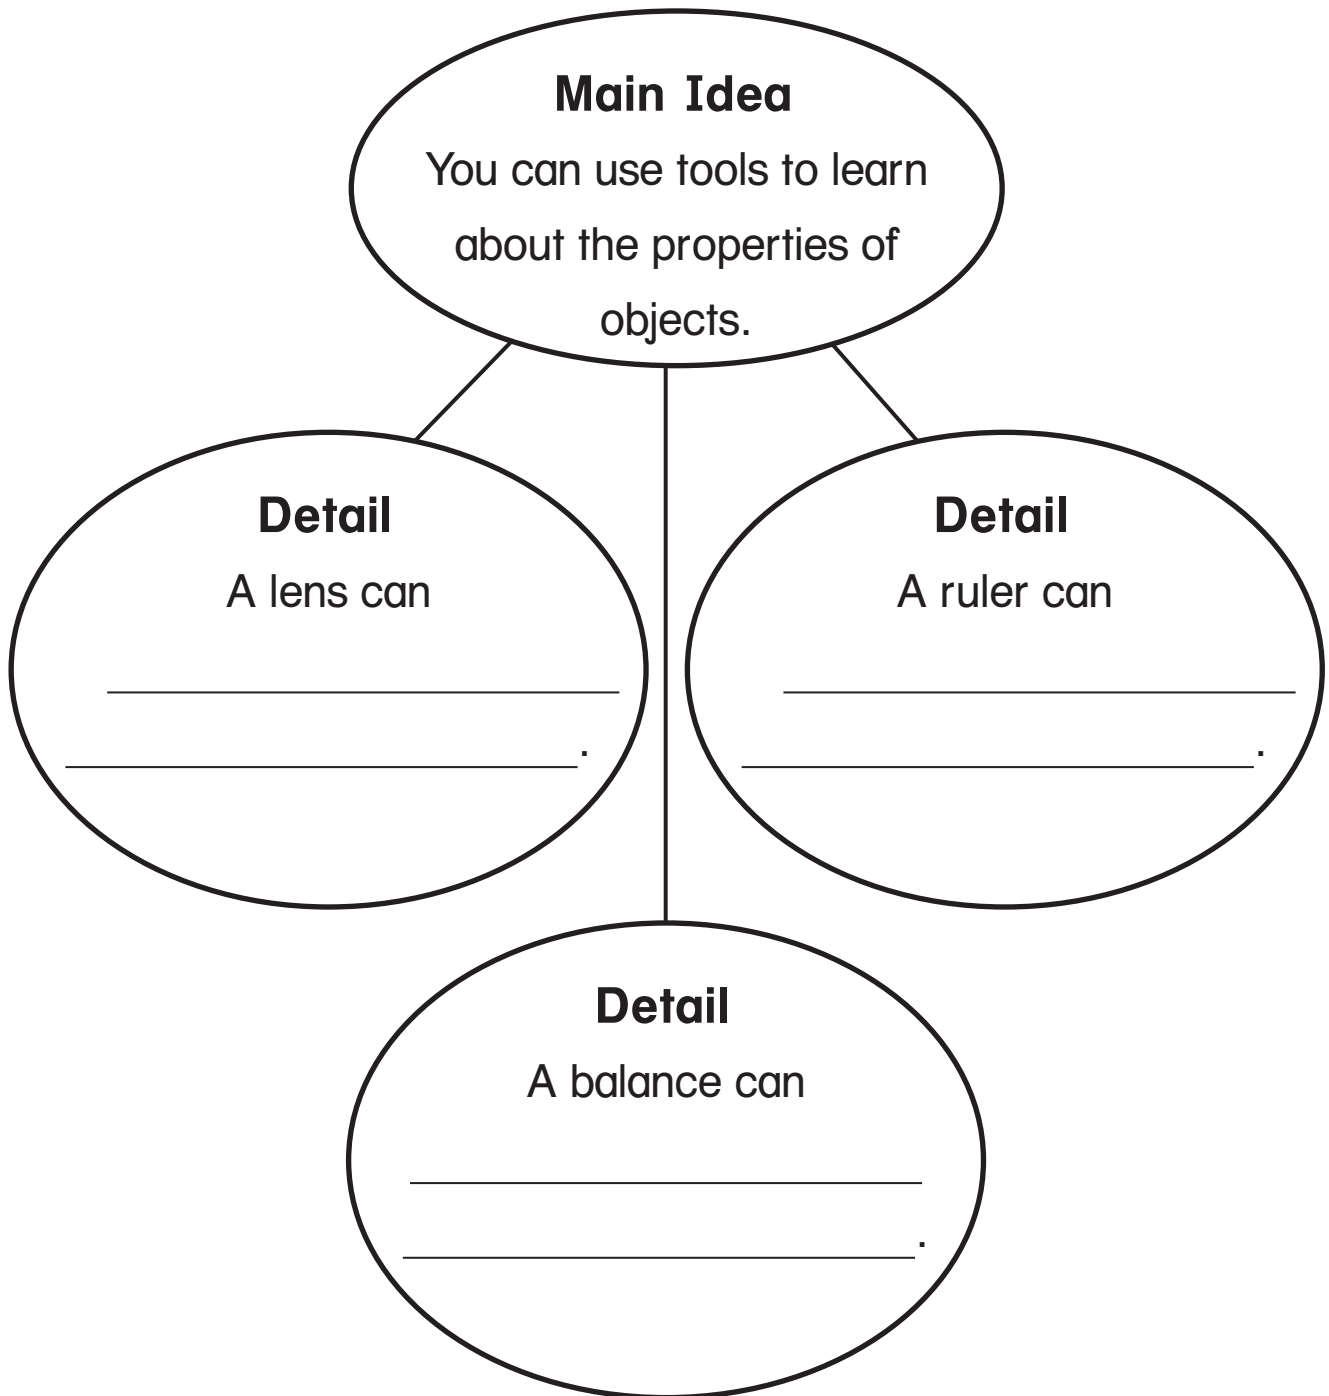 Main Idea
You can use tools to learn
about the properties of
objects.
Detail
A lens can
.
Detail
A ruler can
.
Detail
A balance can
.